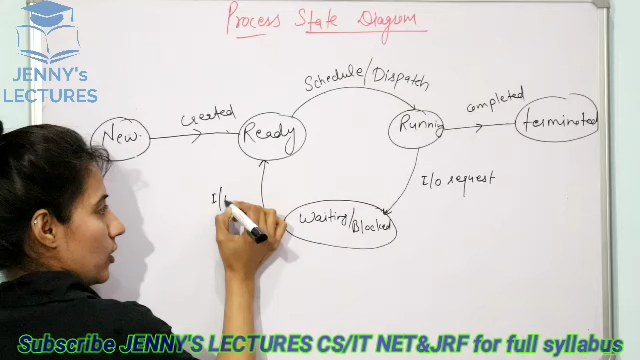 Process State Diagram
JENNY's
LECTURES
Schedule/Dispatch
created
completed
New.
Ready
Running
terminated
I/O request
I/
Waiting/Blocked
Subscribe JENNY'S LECTURES CS/IT NET&JRF for full syllabus